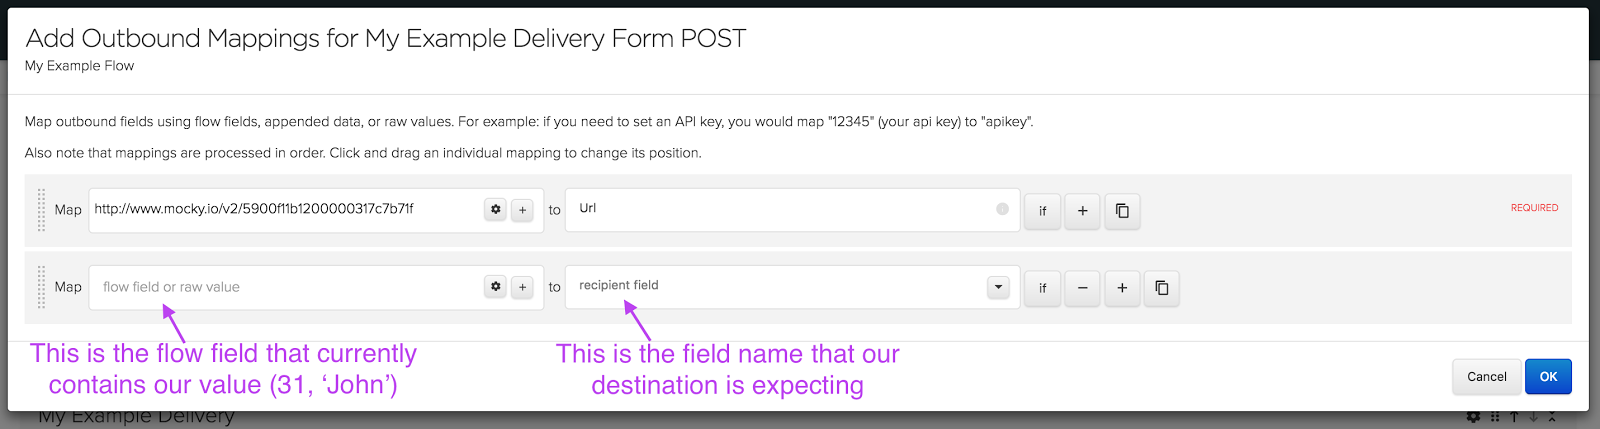 Add Outbound Mappings for My Example Delivery Form POST
My Example Flow
Map outbound fields using flow fields, appended data, or raw values. For example: if you need to set an API key, you would map "12345" (your api key) to "apikey".
Also note that mappings are processed in order. Click and drag an individual mapping to change its position.
Map http://www.mocky.io/v2/5900f11b1200000317c7b71f + to Url if + REQUIRED
Map flow field or raw value + to recipient field if − +
This is the flow field that currently
contains our value (31, ‘John’)
This is the field name that our
destination is expecting
Cancel OK
My Example Delivery